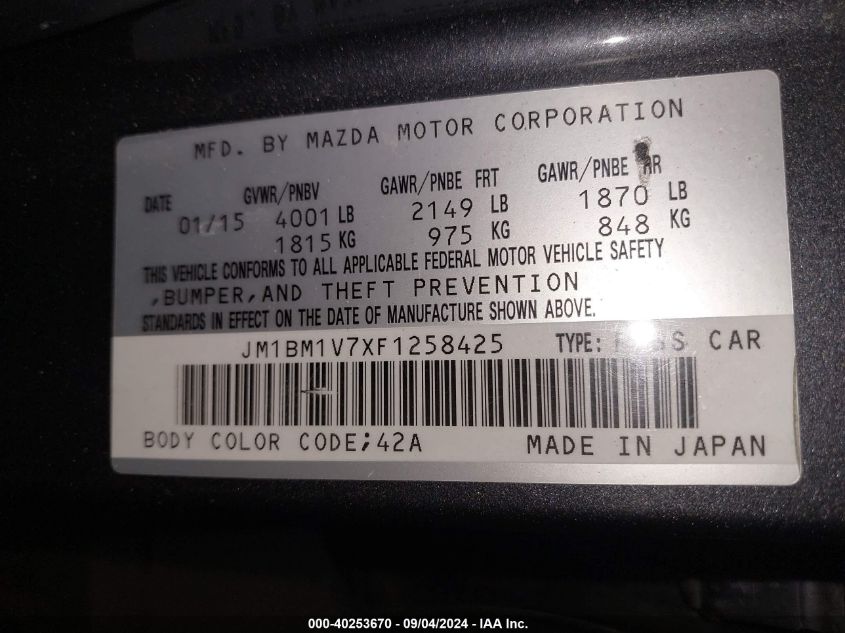 MFD. BY MAZDA MOTOR CORPORATION
DATE GVWR/PNBV GAWR/PNBE FRT GAWR/PNBE RR
01/15 4001 LB 2149 LB 1870 LB
1815 KG 975 KG 848 KG
THIS VEHICLE CONFORMS TO ALL APPLICABLE FEDERAL MOTOR VEHICLE SAFETY
,BUMPER,AND THEFT PREVENTION
STANDARDS IN EFFECT ON THE DATE OF MANUFACTURE SHOWN ABOVE.
JM1BM1V7XF1258425 TYPE: CAR
BODY COLOR CODE;42A MADE IN JAPAN
000-40253670 - 09/04/2024 - IAA Inc.